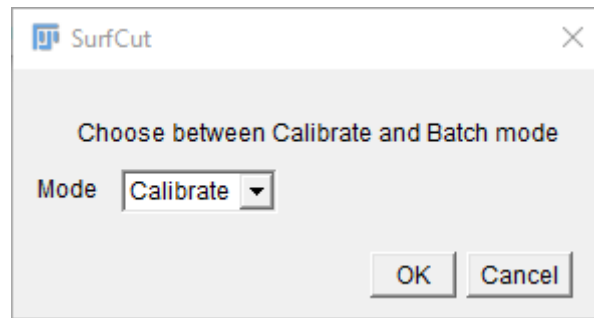 SurfCut
Choose between Calibrate and Batch mode
Mode Calibrate
OK Cancel